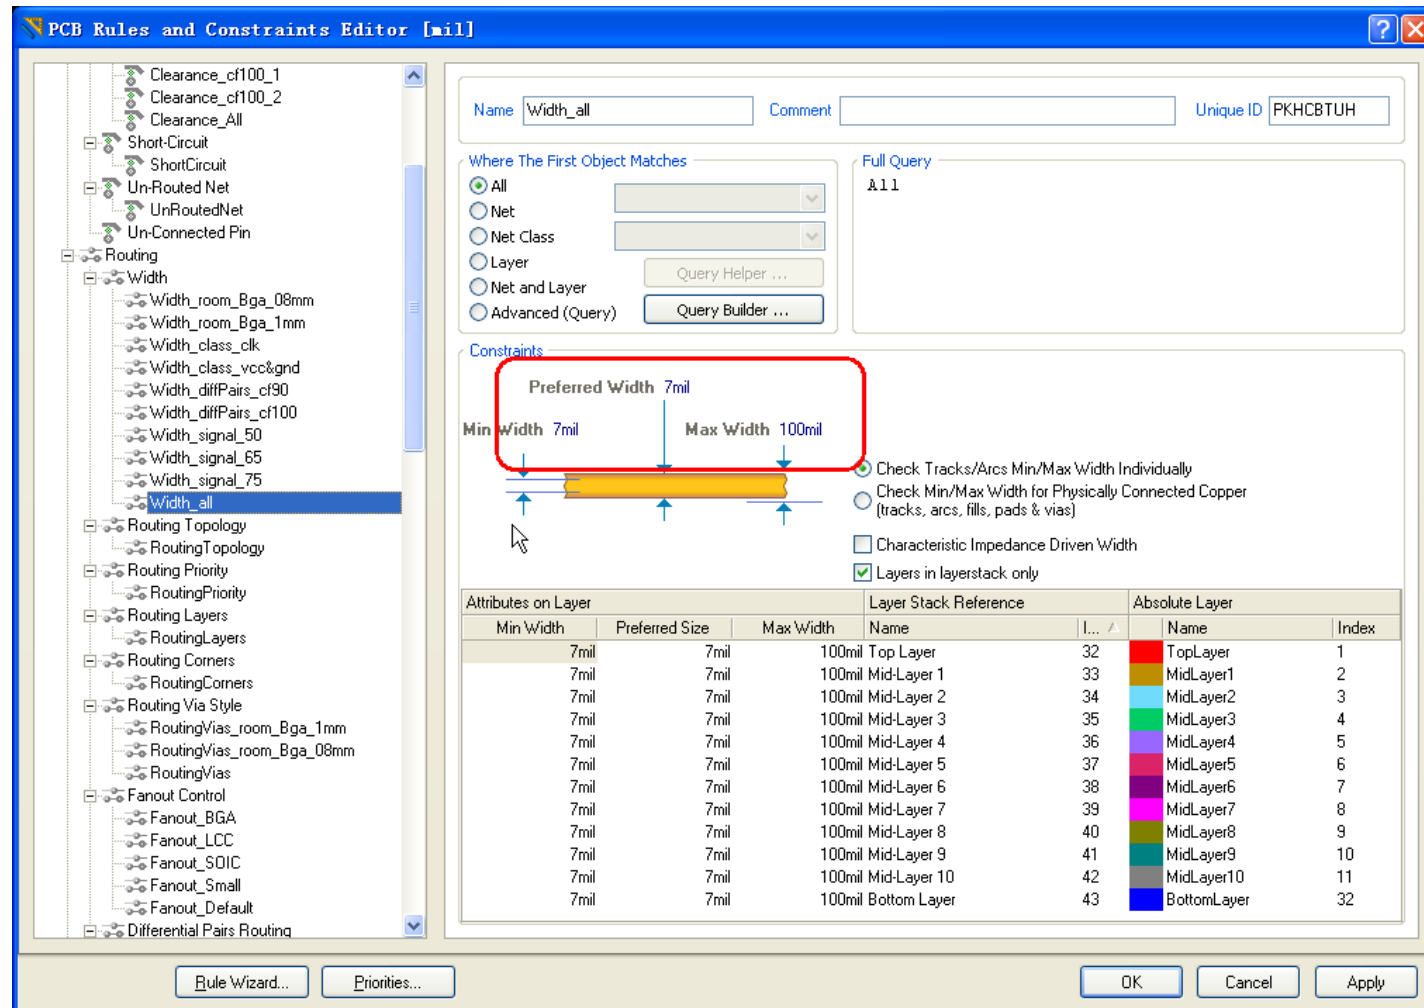 PCB Rules and Constraints Editor [mil]
Clearance_cf100_1
Clearance_cf100_2
Clearance_All
Short-Circuit
ShortCircuit
Un-Routed Net
UnRoutedNet
Un-Connected Pin
Routing
Width
Width_room_Bga_08mm
Width_room_Bga_1mm
Width_class_clk
Width_class_vcc&gnd
Width_diffPairs_cf90
Width_diffPairs_cf100
Width_signal_50
Width_signal_65
Width_signal_75
Width_all
Routing Topology
RoutingTopology
Routing Priority
RoutingPriority
Routing Layers
RoutingLayers
Routing Corners
RoutingCorners
Routing Via Style
RoutingVias_room_Bga_1mm
RoutingVias_room_Bga_08mm
RoutingVias
Fanout Control
Fanout_BGA
Fanout_LCC
Fanout_SOIC
Fanout_Small
Fanout_Default
Differential Pairs Routing
Name Width_all Comment Unique ID PKHCBTUH
Where The First Object Matches
All
Net
Net Class
Layer
Net and Layer
Advanced (Query)
Query Helper ...
Query Builder ...
Full Query
All
Constraints
Preferred Width 7mil
Min Width 7mil Max Width 100mil
Check Tracks/Arcs Min/Max Width Individually
Check Min/Max Width for Physically Connected Copper
(tracks, arcs, fills, pads & vias)
Characteristic Impedance Driven Width
Layers in layerstack only
Attributes on Layer Layer Stack Reference Absolute Layer
Min Width Preferred Size Max Width Name I... Name Index
7mil 7mil 100mil Top Layer 32 TopLayer 1
7mil 7mil 100mil Mid-Layer 1 33 MidLayer1 2
7mil 7mil 100mil Mid-Layer 2 34 MidLayer2 3
7mil 7mil 100mil Mid-Layer 3 35 MidLayer3 4
7mil 7mil 100mil Mid-Layer 4 36 MidLayer4 5
7mil 7mil 100mil Mid-Layer 5 37 MidLayer5 6
7mil 7mil 100mil Mid-Layer 6 38 MidLayer6 7
7mil 7mil 100mil Mid-Layer 7 39 MidLayer7 8
7mil 7mil 100mil Mid-Layer 8 40 MidLayer8 9
7mil 7mil 100mil Mid-Layer 9 41 MidLayer9 10
7mil 7mil 100mil Mid-Layer 10 42 MidLayer10 11
7mil 7mil 100mil Bottom Layer 43 BottomLayer 32
Rule Wizard... Priorities... OK Cancel Apply